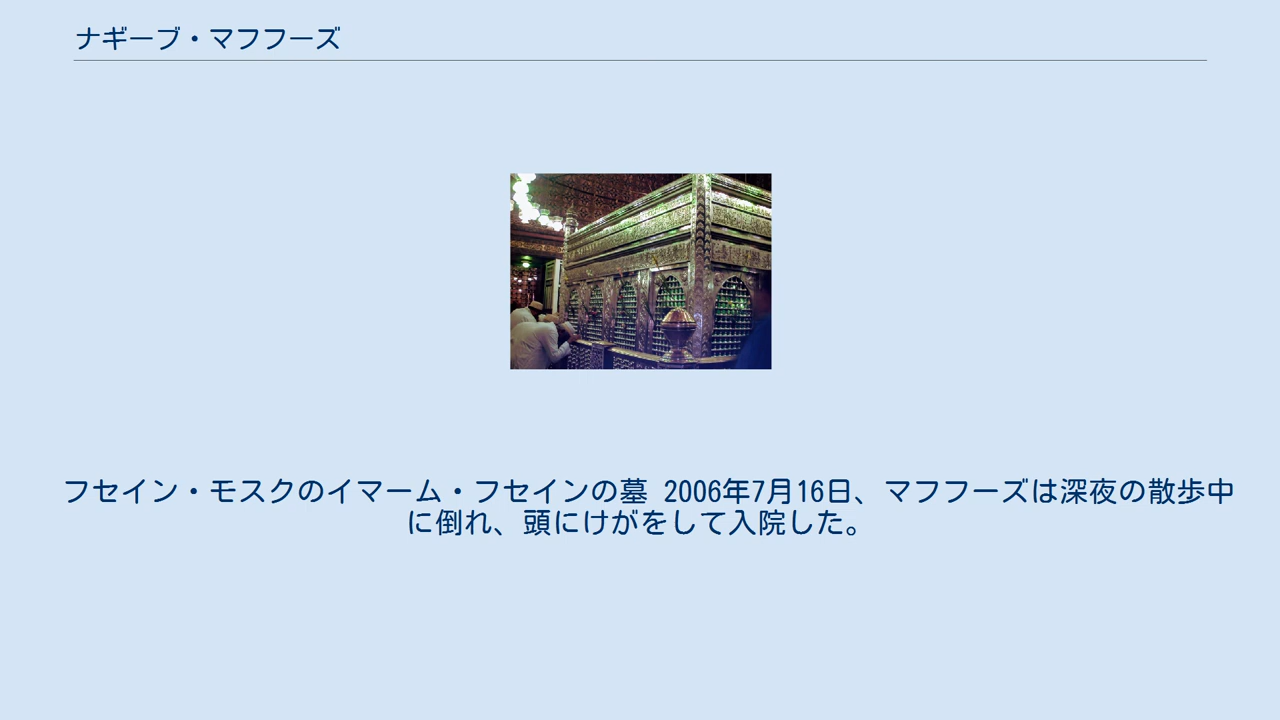 ナギーブ・マフフーズ
フセイン・モスクのイマーム・フセインの墓 2006年7月16日、マフフーズは深夜の散歩中
に倒れ、頭にけがをして入院した。